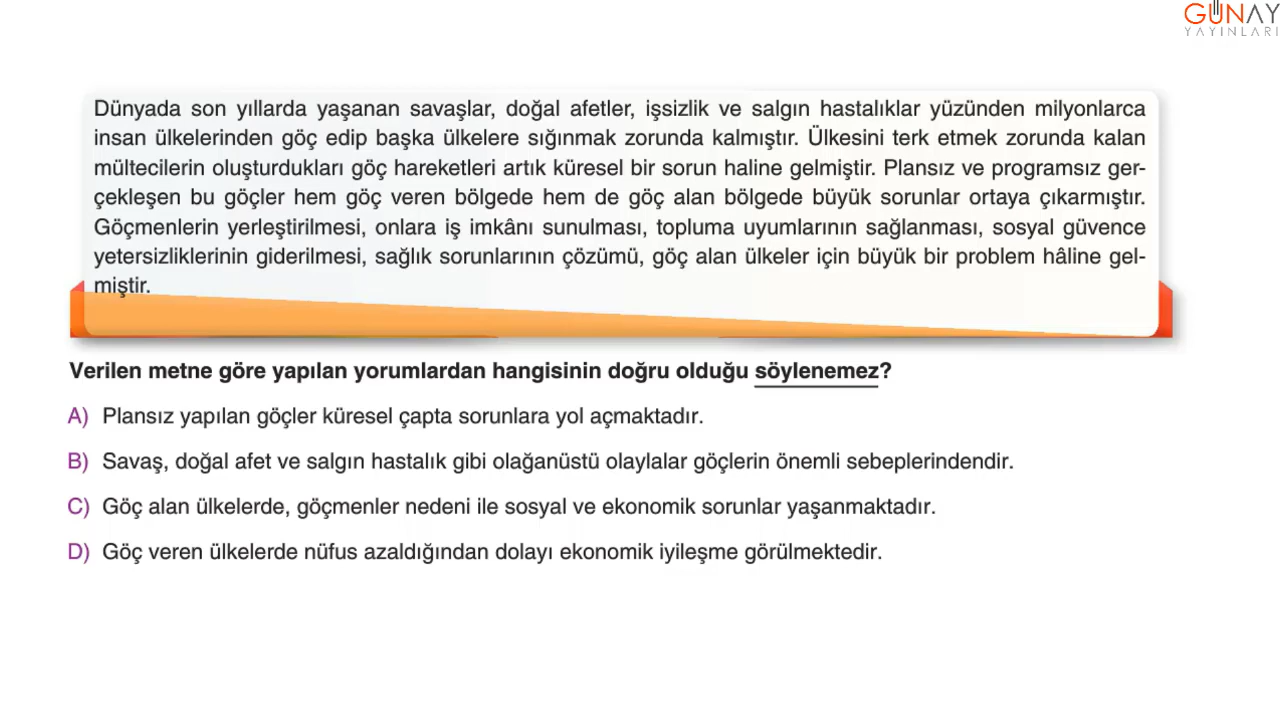 GÜNAY
YAYINLARI
Dünyada son yıllarda yaşanan savaşlar, doğal afetler, işsizlik ve salgın hastalıklar yüzünden milyonlarca
insan ülkelerinden göç edip başka ülkelere sığınmak zorunda kalmıştır. Ülkesini terk etmek zorunda kalan
mültecilerin oluşturdukları göç hareketleri artık küresel bir sorun haline gelmiştir. Plansız ve programsız ger-
çekleşen bu göçler hem göç veren bölgede hem de göç alan bölgede büyük sorunlar ortaya çıkarmıştır.
Göçmenlerin yerleştirilmesi, onlara iş imkânı sunulması, topluma uyumlarının sağlanması, sosyal güvence
yetersizliklerinin giderilmesi, sağlık sorunlarının çözümü, göç alan ülkeler için büyük bir problem hâline gel-
miştir.
Verilen metne göre yapılan yorumlardan hangisinin doğru olduğu söylenemez?
A) Plansız yapılan göçler küresel çapta sorunlara yol açmaktadır.
B) Savaş, doğal afet ve salgın hastalık gibi olağanüstü olaylalar göçlerin önemli sebeplerindendir.
C) Göç alan ülkelerde, göçmenler nedeni ile sosyal ve ekonomik sorunlar yaşanmaktadır.
D) Göç veren ülkelerde nüfus azaldığından dolayı ekonomik iyileşme görülmektedir.